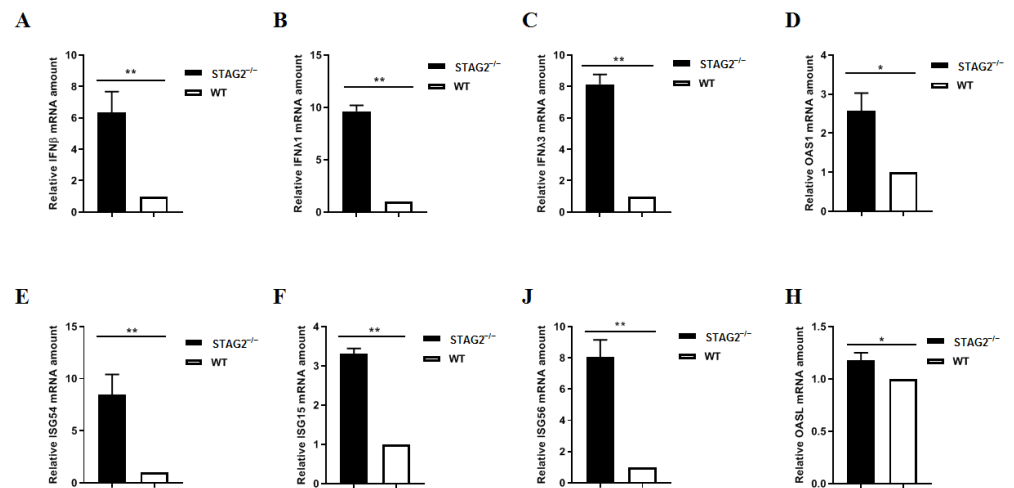 A
Relative IFNβ mRNA amount
10
8
6
4
2
0
**
STAG2⁻/⁻
WT
B
Relative IFNλ1 mRNA amount
15
10
5
0
**
STAG2⁻/⁻
WT
C
Relative IFNλ3 mRNA amount
10
8
6
4
2
0
**
STAG2⁻/⁻
WT
D
Relative OAS1 mRNA amount
4
3
2
1
0
*
STAG2⁻/⁻
WT
E
Relative ISG54 mRNA amount
15
10
5
0
**
STAG2⁻/⁻
WT
F
Relative ISG15 mRNA amount
4
3
2
1
0
**
STAG2⁻/⁻
WT
J
Relative ISG56 mRNA amount
10
8
6
4
2
0
**
STAG2⁻/⁻
WT
H
Relative OASL mRNA amount
1.5
1.0
0.5
0.0
*
STAG2⁻/⁻
WT